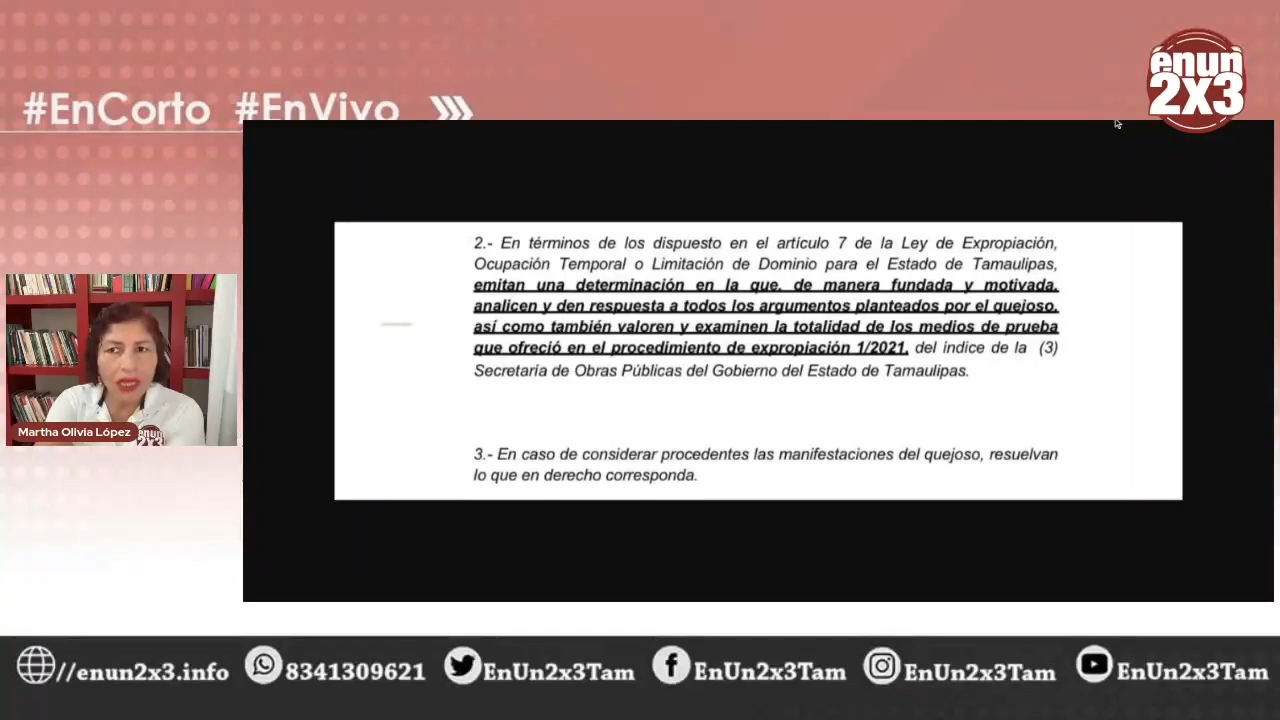 #EnCorto #EnVivo
enun
2x3
2.- En términos de los dispuesto en el artículo 7 de la Ley de Expropiación,
Ocupación Temporal o Limitación de Dominio para el Estado de Tamaulipas,
emitan una determinación en la que, de manera fundada y motivada,
analicen y den respuesta a todos los argumentos planteados por el quejoso,
así como también valoren y examinen la totalidad de los medios de prueba
que ofreció en el procedimiento de expropiación 1/2021, del índice de la (3)
Secretaría de Obras Públicas del Gobierno del Estado de Tamaulipas.
3.- En caso de considerar procedentes las manifestaciones del quejoso, resuelvan
lo que en derecho corresponda.
Martha Olivia López
enun
2x3
//enun2x3.info 8341309621 EnUn2x3Tam EnUn2x3Tam EnUn2x3Tam EnUn2x3Tam